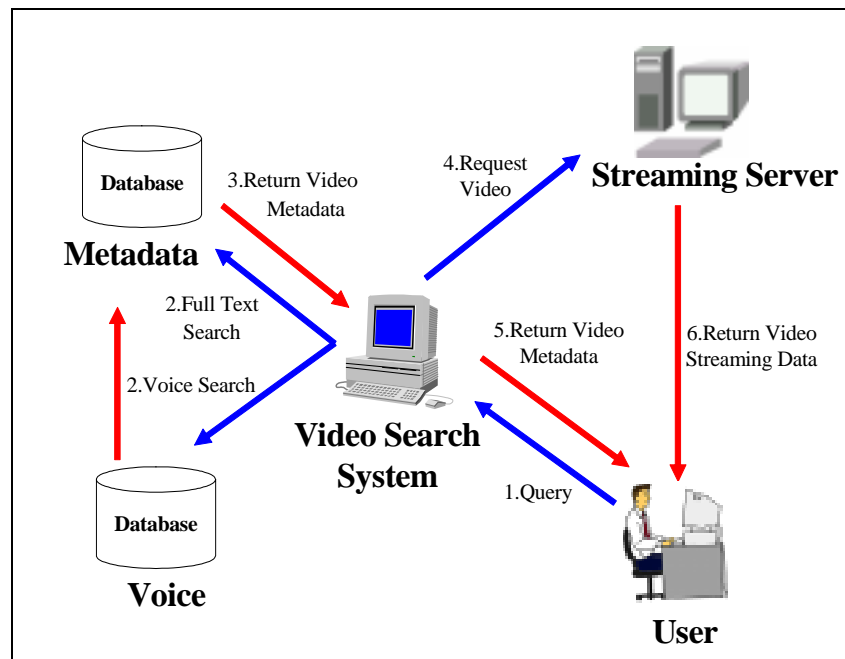 Database
Metadata
3.Return Video
Metadata
4.Request
Video
Streaming Server
2.Full Text
Search
2.Voice Search
Video Search
System
5.Return Video
Metadata
6.Return Video
Streaming Data
1.Query
Database
Voice
User